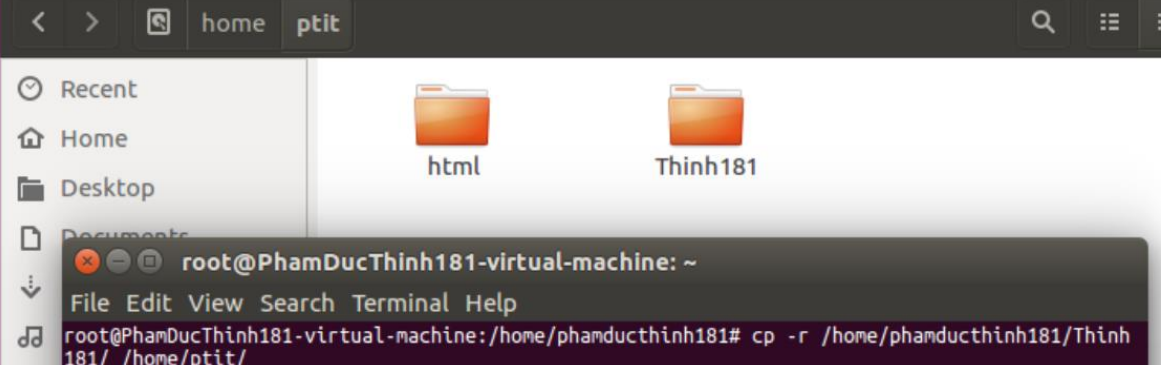 home ptit
Recent
Home
html Thinh181
Desktop
Documents
root@PhamDucThinh181-virtual-machine: ~
File Edit View Search Terminal Help
root@PhamDucThinh181-virtual-machine:/home/phamducthinh181# cp -r /home/phamducthinh181/Thinh
181/ /home/ptit/